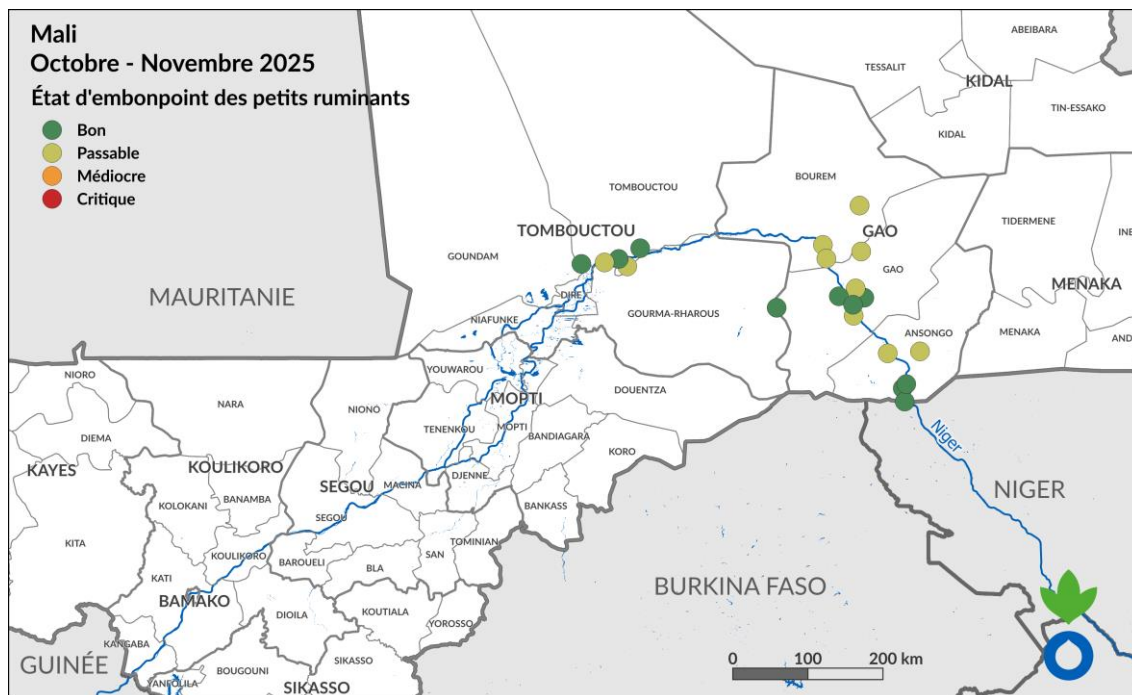 Mali
Octobre - Novembre 2025
État d'embonpoint des petits ruminants
Bon
Passable
Médiocre
Critique
ABEIBARA
TESSALIT
KIDAL
TIN-ESSAKO
KIDAL
TOMBOUCTOU
BOUREM
TIDERMENE
TOMBOUCTOU
GAO
GOUNDAM
GAO
MENAKA
MAURITANIE
DIRE
NIAFUNKE
GOURMA-RHAROUS
ANSONGO
MENAKA
NIORO
YOUWAROU
NARA
NIONO
MOPTI
DOUENTZA
DIEMA
TENENKOU
MOPTI
BANDIAGARA
Niger
KAYES
KOULIKORO
KORO
SEGOU
MACINA
DJENNE
NIGER
KOLOKANI
BANAMBA
BANKASS
SEGOU
KITA
KOULIKORO
TOMINIAN
BAROUELI
BLA
SAN
KATI
BURKINA FASO
BAMAKO
DIOILA
KOUTIALA
YOROSSO
KANGABA
GUINÉE
BOUGOUNI
SIKASSO
YANFOLILA
SIKASSO
0 100 200 km